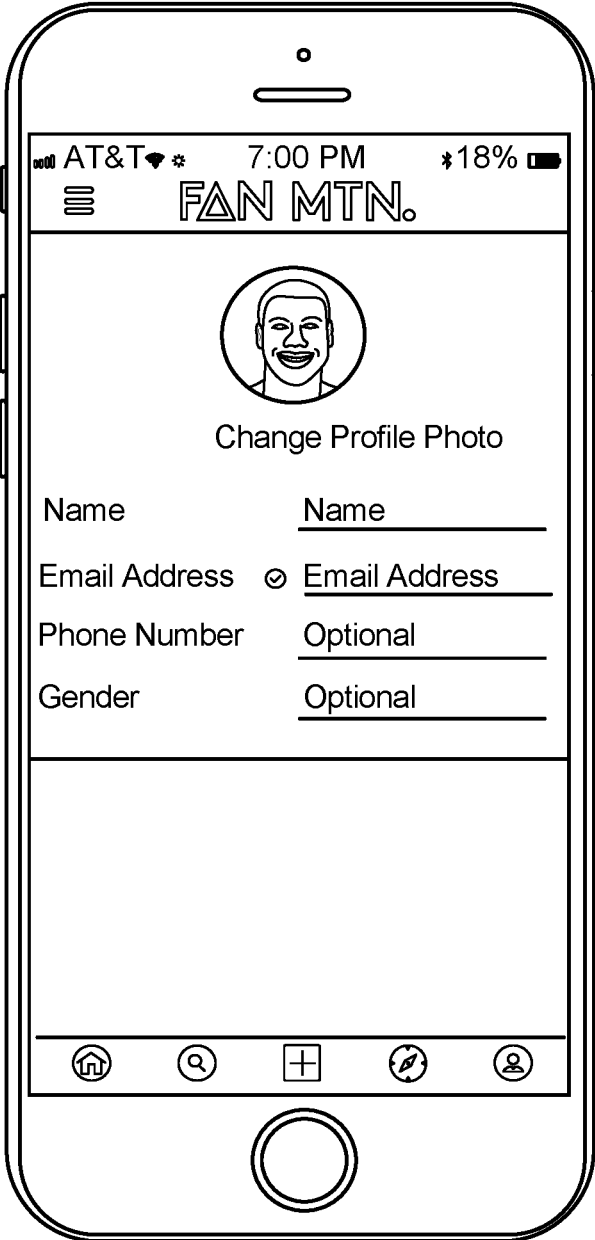 AT&T 7:00 PM 18%
FAN MTN.
Change Profile Photo
Name Name
Email Address Email Address
Phone Number Optional
Gender Optional